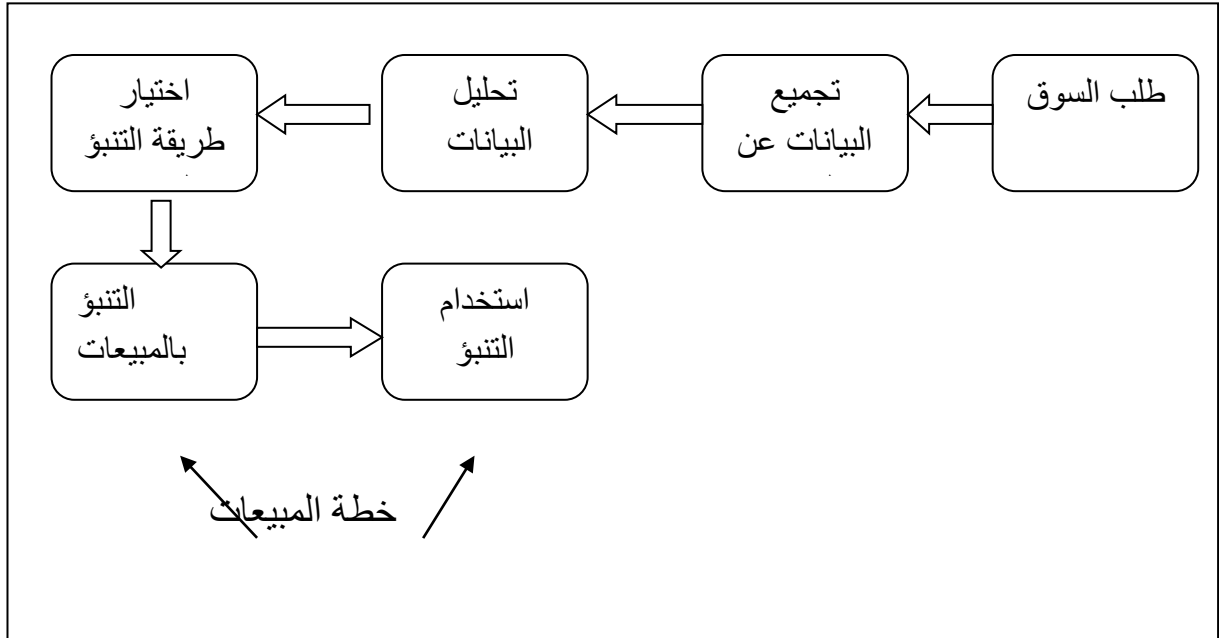 طلب السوق
تجميع
البيانات عن
تحليل
البيانات
اختيار
طريقة التنبؤ
التنبؤ
بالمبيعات
استخدام
التنبؤ
خطة المبيعات